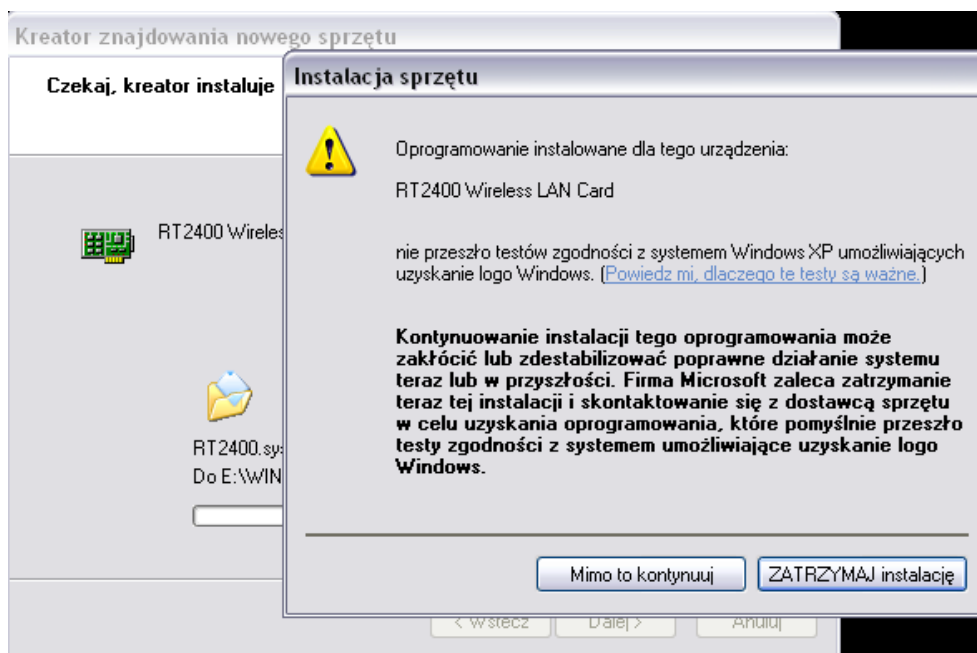 Kreator znajdowania nowego sprzętu
Czekaj, kreator instaluje
RT2400 Wireles
RT2400.sy
Do E:\WIN
Instalacja sprzętu
Oprogramowanie instalowane dla tego urządzenia:
RT2400 Wireless LAN Card
nie przeszło testów zgodności z systemem Windows XP umożliwiających
uzyskanie logo Windows. (Powiedz mi, dlaczego te testy są ważne.)
Kontynuowanie instalacji tego oprogramowania może
zakłócić lub zdestabilizować poprawne działanie systemu
teraz lub w przyszłości. Firma Microsoft zaleca zatrzymanie
teraz tej instalacji i skontaktowanie się z dostawcą sprzętu
w celu uzyskania oprogramowania, które pomyślnie przeszło
testy zgodności z systemem umożliwiające uzyskanie logo
Windows.
Mimo to kontynuuj
ZATRZYMAJ instalację
< Wstecz
Dalej >
Anuluj